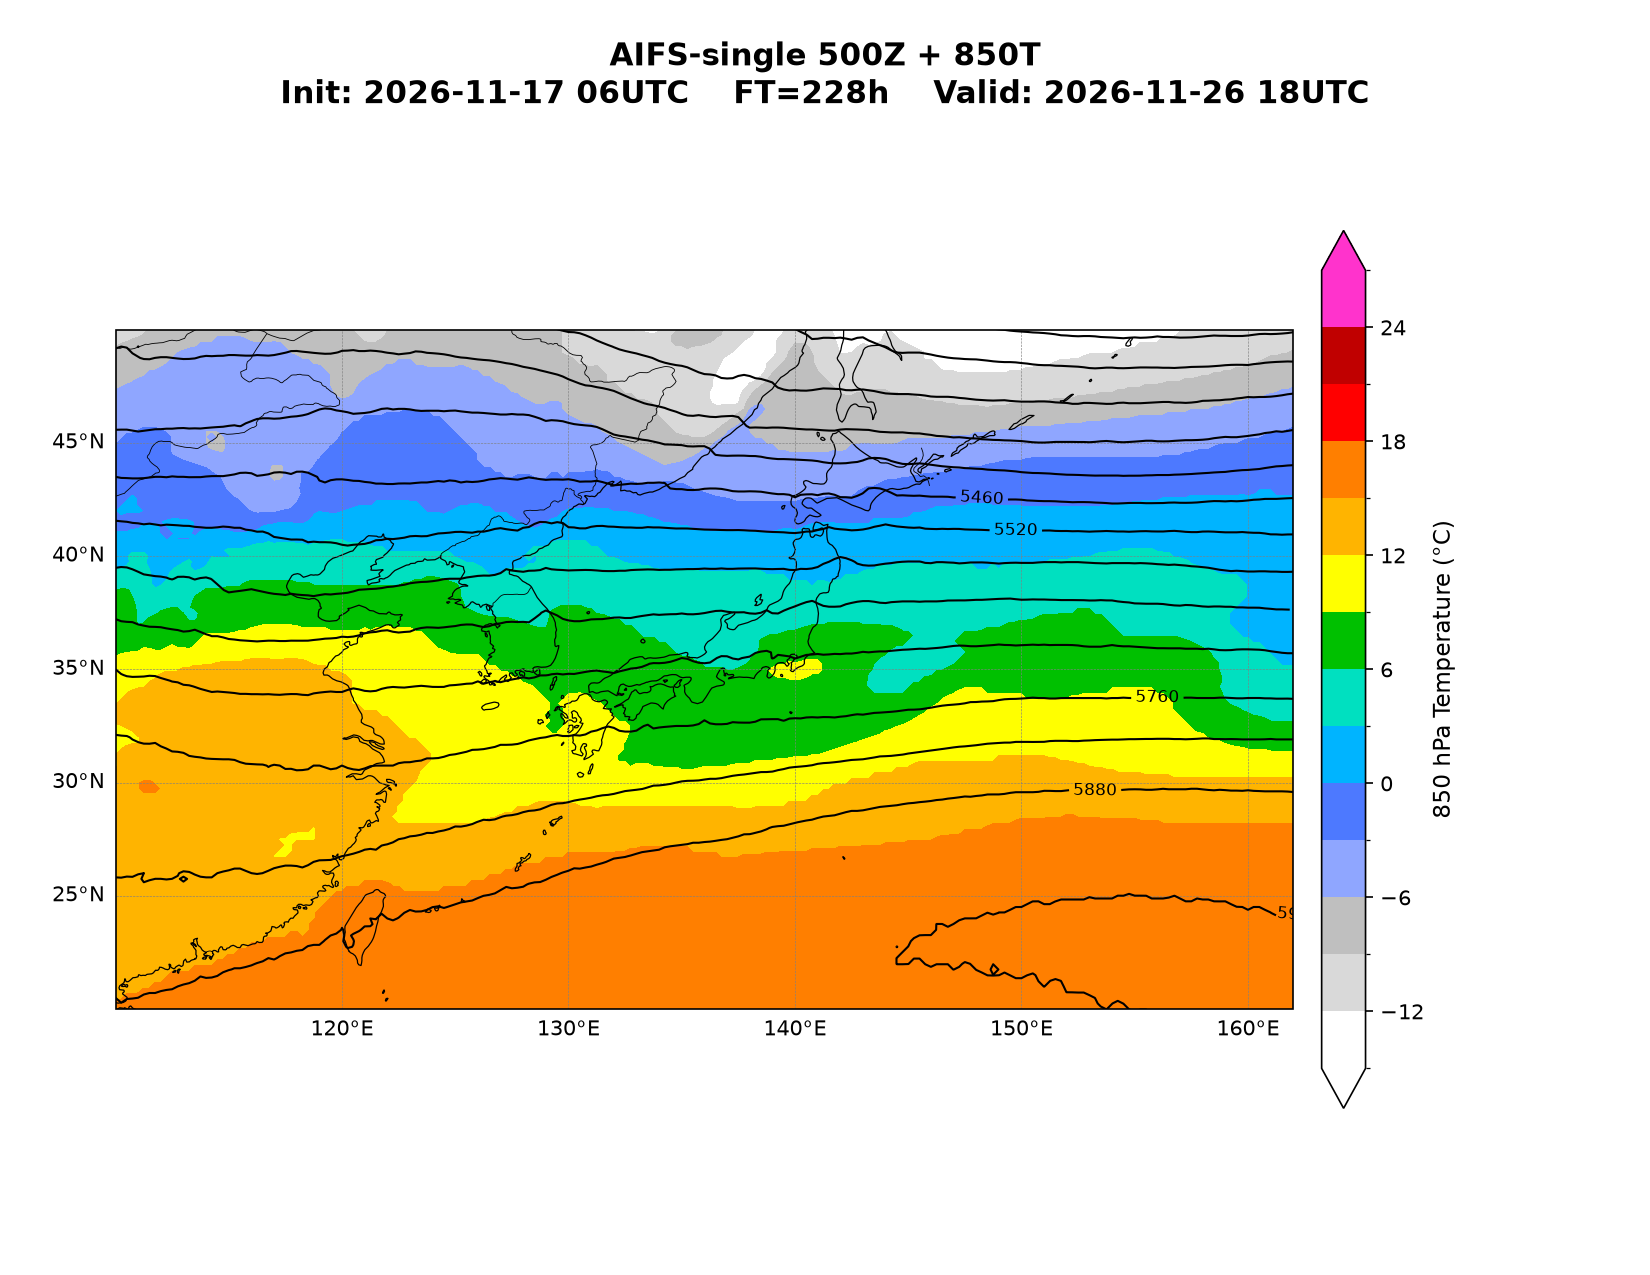 AIFS-single 500Z + 850T
Init: 2026-11-17 06UTC FT=228h Valid: 2026-11-26 18UTC
45°N
40°N
35°N
30°N
25°N
120°E
130°E
140°E
150°E
160°E
5460
5520
5760
5880
24
18
12
6
0
−6
−12
850 hPa Temperature (°C)